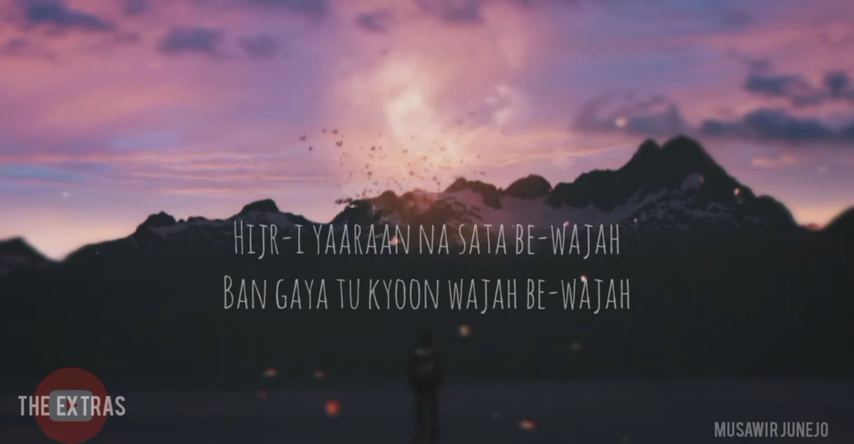 Hijr-i yaaraan na sata be-wajah
Ban gaya tu kyoon wajah be-wajah
THE EXTRAS
MUSAWIR JUNEJO